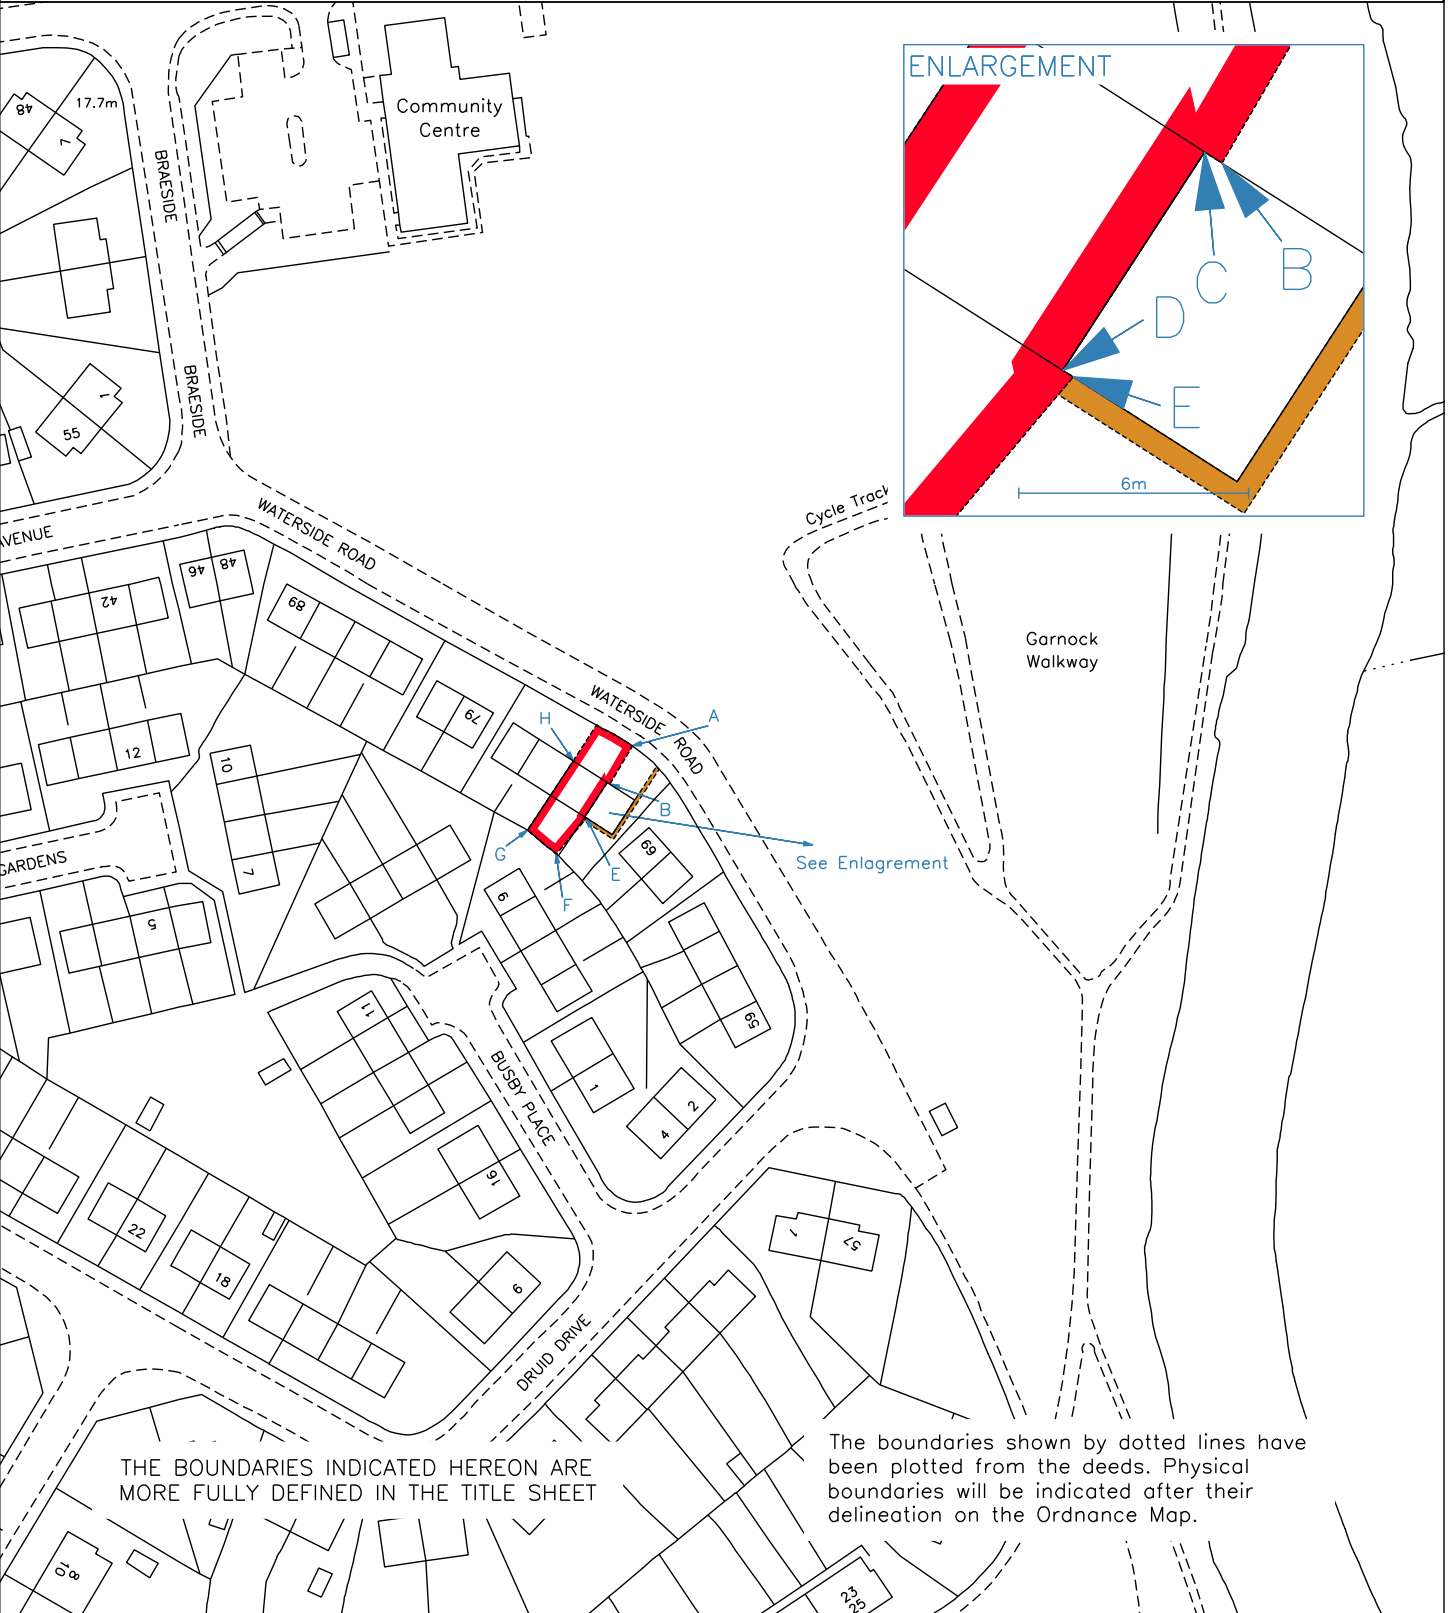 ENLARGEMENT
C
B
D
E
6m
48
1
17.7m
Community
Centre
BRAESIDE
BRAESIDE
1
55
AVENUE
WATERSIDE ROAD
Cycle Track
46
48
42
89
Garnock
Walkway
79
WATERSIDE ROAD
H
A
12
10
B
G
E
F
See Enlagrement
69
7
GARDENS
9
5
11
59
BUSBY PLACE
1
2
4
16
22
18
6
1
57
DRUID DRIVE
THE BOUNDARIES INDICATED HEREON ARE
MORE FULLY DEFINED IN THE TITLE SHEET
The boundaries shown by dotted lines have
been plotted from the deeds. Physical
boundaries will be indicated after their
delineation on the Ordnance Map.
10
8
23
25